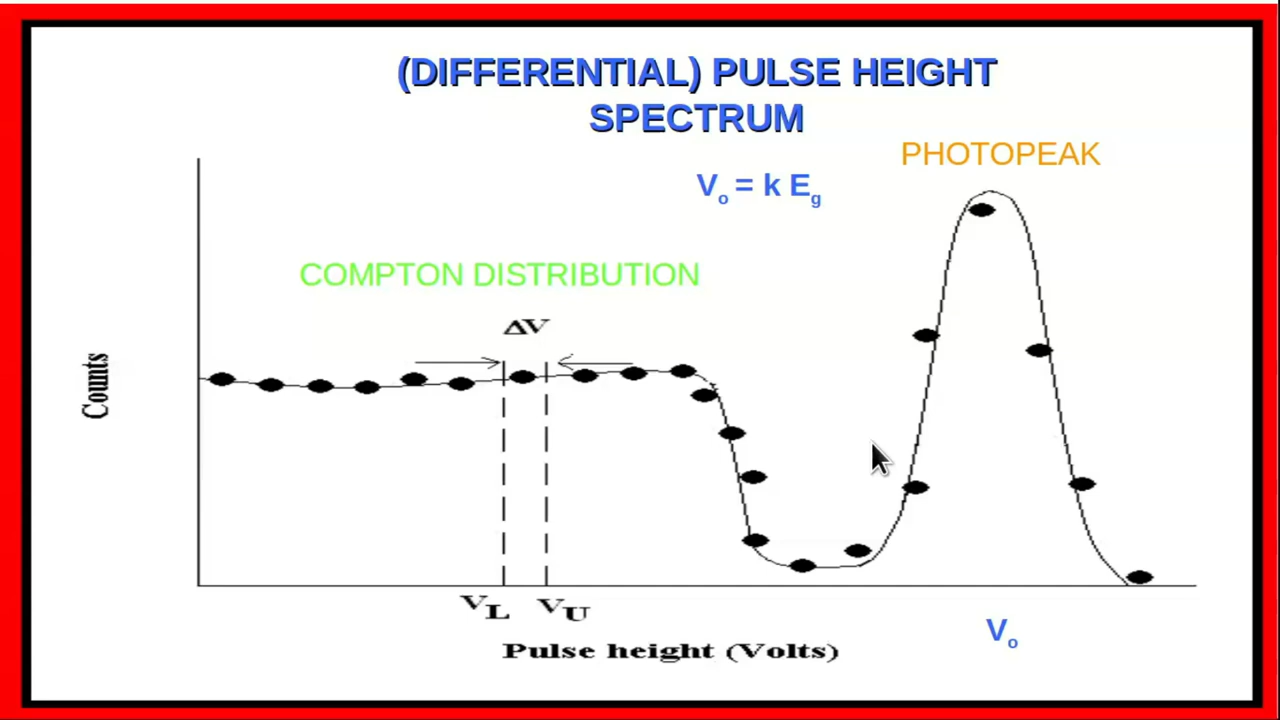 (DIFFERENTIAL) PULSE HEIGHT
SPECTRUM
PHOTOPEAK
Vo = k Eg
COMPTON DISTRIBUTION
ΔV
Counts
VL VU
Vo
Pulse height (Volts)